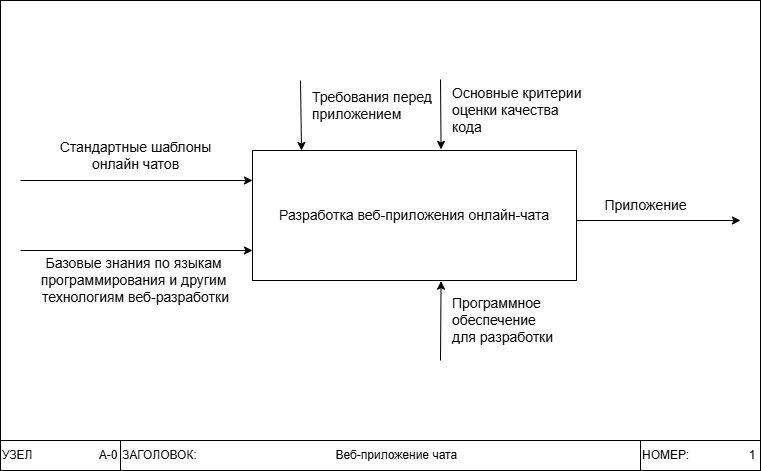 Требования перед
приложением
Основные критерии
оценки качества
кода
Стандартные шаблоны
онлайн чатов
Разработка веб-приложения онлайн-чата
Приложение
Базовые знания по языкам
программирования и другим
технологиям веб-разработки
Программное
обеспечение
для разработки
УЗЕЛ A-0 ЗАГОЛОВОК: Веб-приложение чата НОМЕР: 1